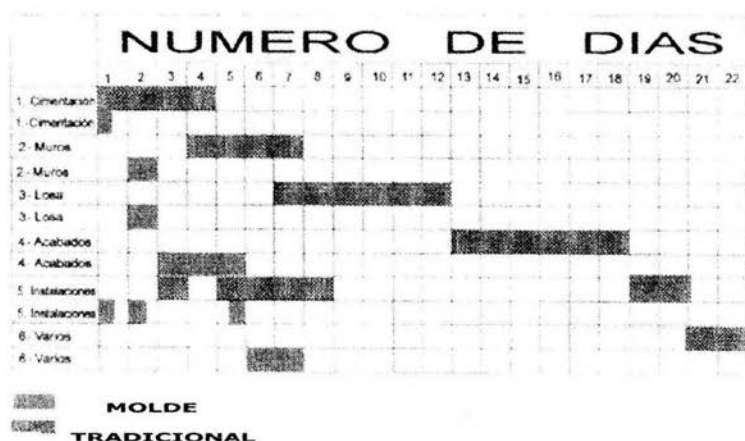 NUMERO DE DIAS
1 2 3 4 5 6 7 8 9 10 11 12 13 14 15 16 17 18 19 20 21 22
1. Cimentación
1.-Cimentación
2 - Muros
2 - Muros
3 - Losa
3 - Losa
4 - Acabados
4 - Acabados
5. Instalaciones
5. Instalaciones
6 - Varios
6 - Varios
MOLDE
TRADICIONAL